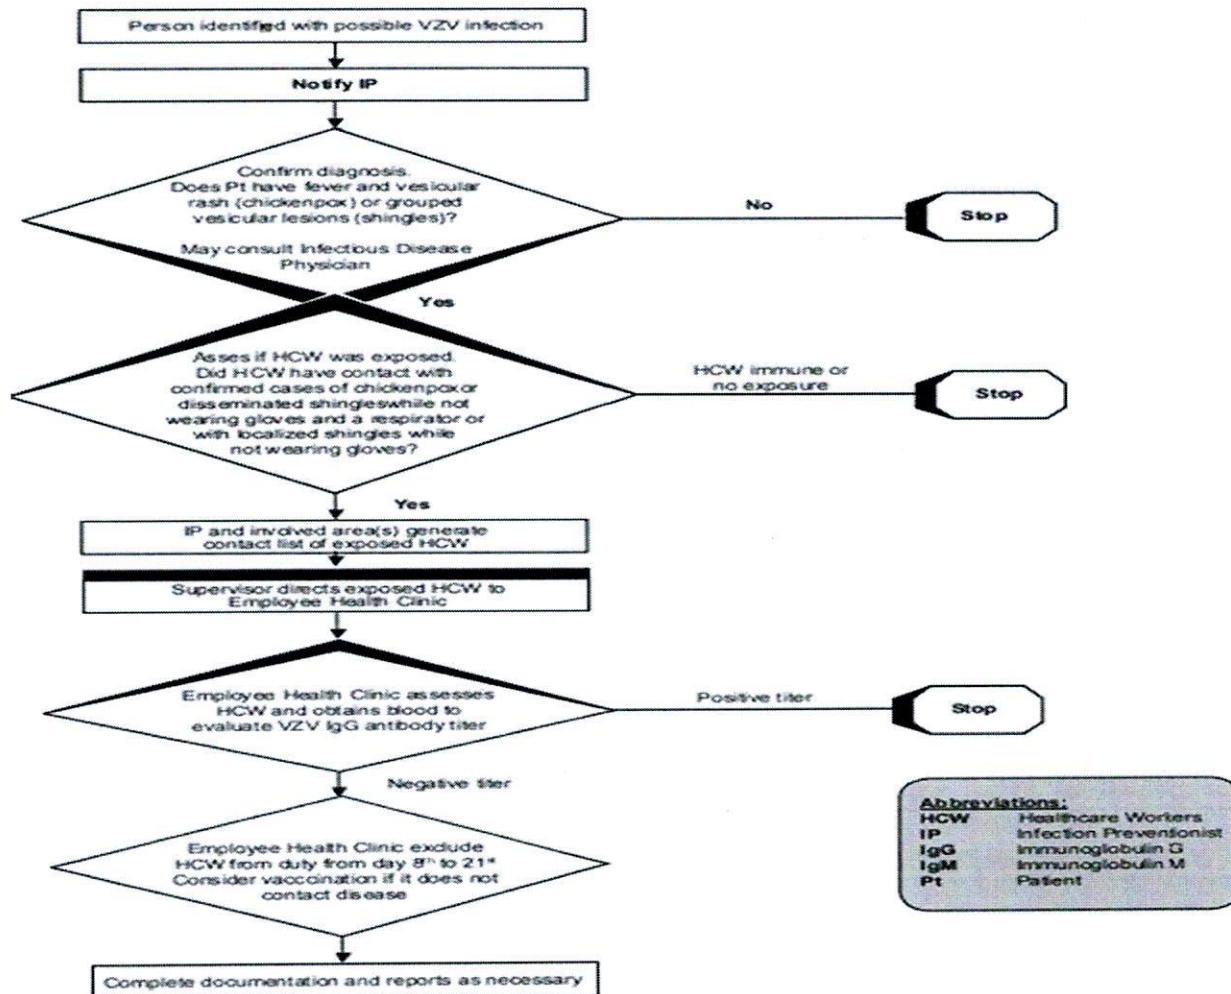 Person identified with possible VZV infection
Notify IP
Confirm diagnosis.
Does Pt have fever and vesicular
rash (chickenpox) or grouped
vesicular lesions (shingles)?
May consult Infectious Disease
Physician
No
Stop
Yes
Asses if HCW was exposed.
Did HCW have contact with
confirmed cases of chickenpoxor
disseminated shingleswhile not
wearing gloves and a respirator or
with localized shingles while
not wearing gloves?
HCW immune or
no exposure
Stop
Yes
IP and involved area(s) generate
contact list of exposed HCW
Supervisor directs exposed HCW to
Employee Health Clinic
Employee Health Clinic assesses
HCW and obtains blood to
evaluate VZV IgG antibody titer
Positive titer
Stop
Negative titer
Employee Health Clinic exclude
HCW from duty from day 8th to 21st
Consider vacccination if it does not
contact disease
Complete documentation and reports as necessary
Abbreviations:
HCW Healthcare Workers
IP Infection Preventionist
IgG Immunoglobulin G
IgM Immunoglobulin M
Pt Patient